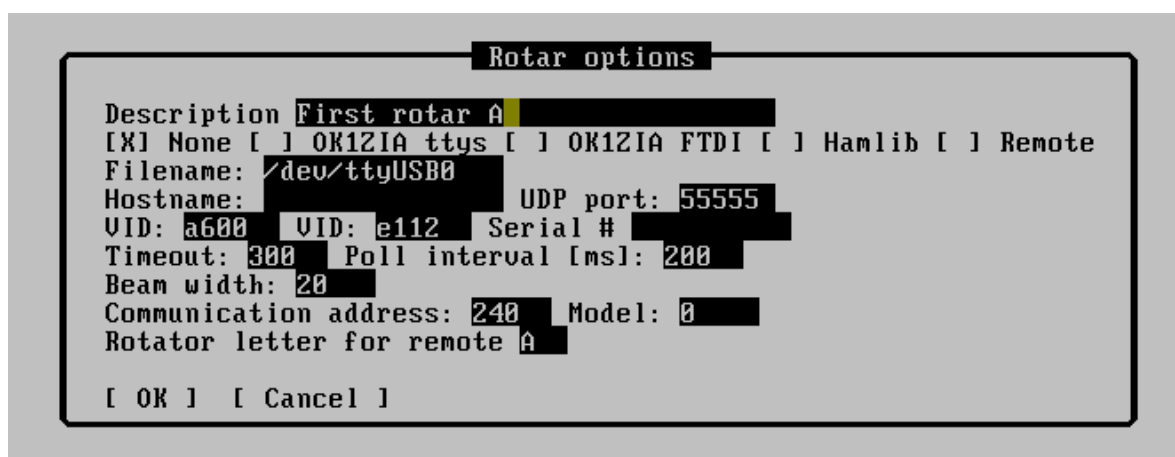 Rotar options
Description First rotar A
[X] None [ ] OK1ZIA ttys [ ] OK1ZIA FTDI [ ] Hamlib [ ] Remote
Filename: /dev/ttyUSB0
Hostname: UDP port: 55555
VID: a600 VID: e112 Serial #
Timeout: 300 Poll interval [ms]: 200
Beam width: 20
Communication address: 240 Model: 0
Rotator letter for remote A
[ OK ] [ Cancel ]